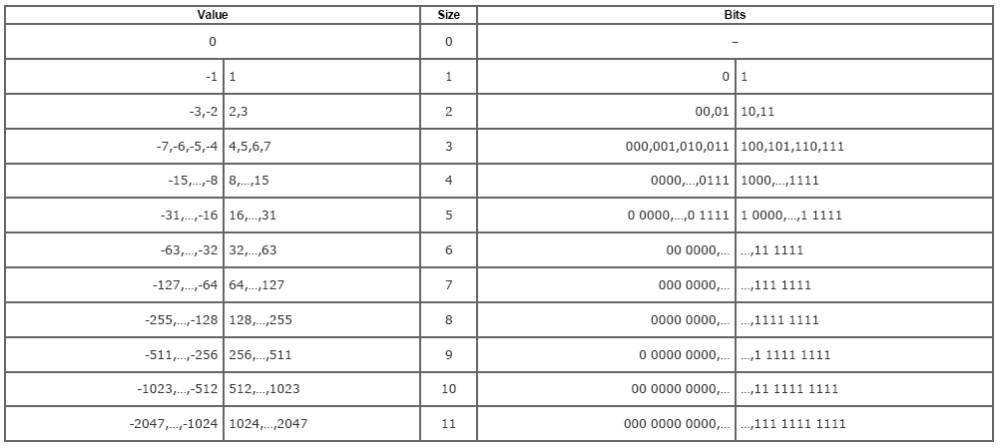 Value Size Bits
0 0 –
-1 1 1 0 1
-3,-2 2,3 2 00,01 10,11
-7,-6,-5,-4 4,5,6,7 3 000,001,010,011 100,101,110,111
-15,...,-8 8,...,15 4 0000,...,0111 1000,...,1111
-31,...,-16 16,...,31 5 0 0000,...,0 1111 1 0000,...,1 1111
-63,...,-32 32,...,63 6 00 0000,... ...,11 1111
-127,...,-64 64,...,127 7 000 0000,... ...,111 1111
-255,...,-128 128,...,255 8 0000 0000,... ...,1111 1111
-511,...,-256 256,...,511 9 0 0000 0000,... ...,1 1111 1111
-1023,...,-512 512,...,1023 10 00 0000 0000,... ...,11 1111 1111
-2047,...,-1024 1024,...,2047 11 000 0000 0000,... ...,111 1111 1111